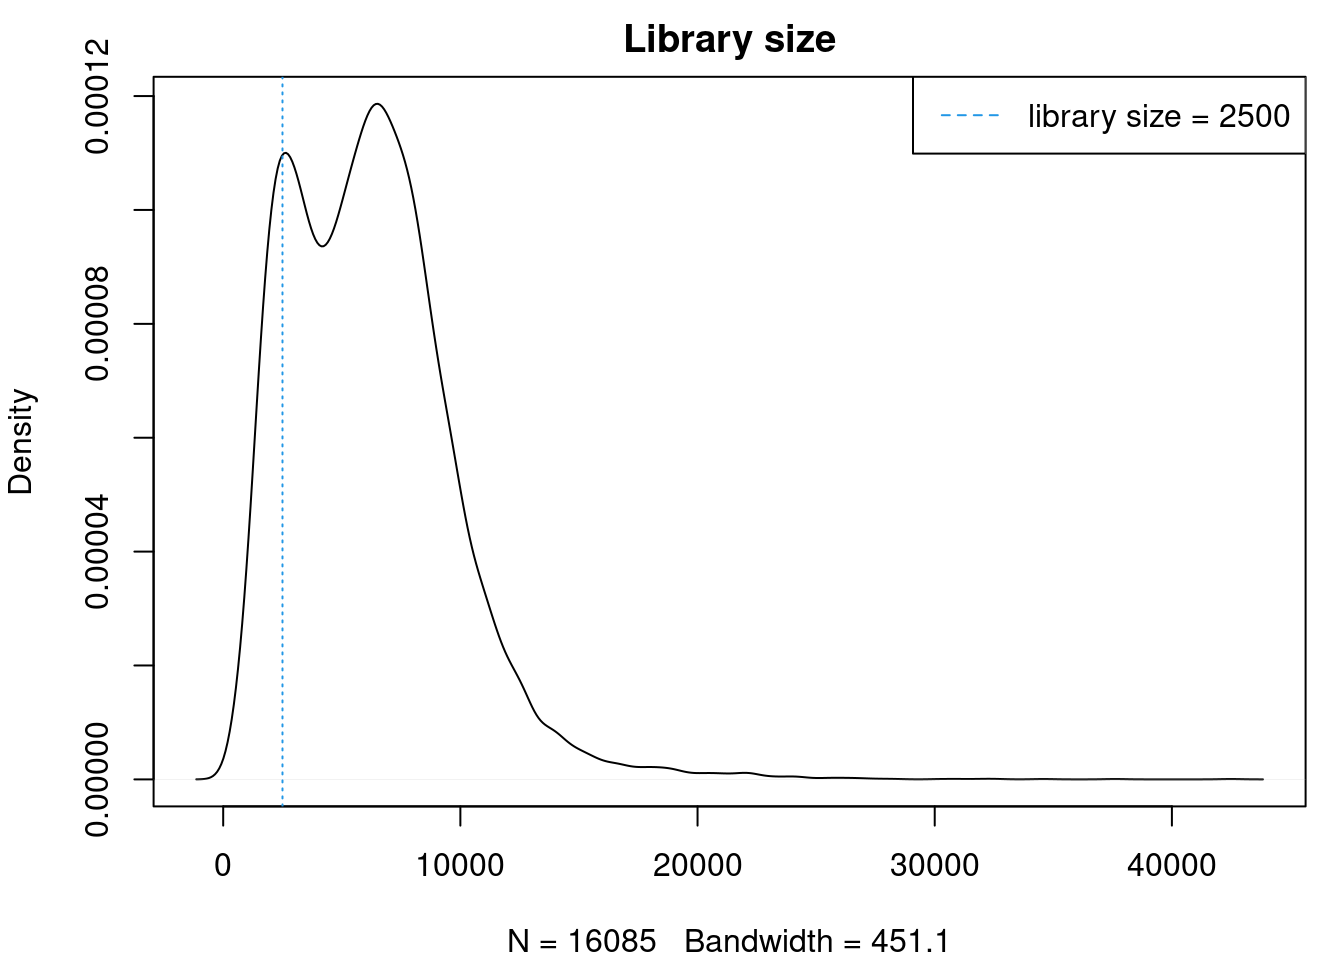 Library size
library size = 2500
Density
0.00012
0.00008
0.00004
0.00000
0 10000 20000 30000 40000
N = 16085 Bandwidth = 451.1